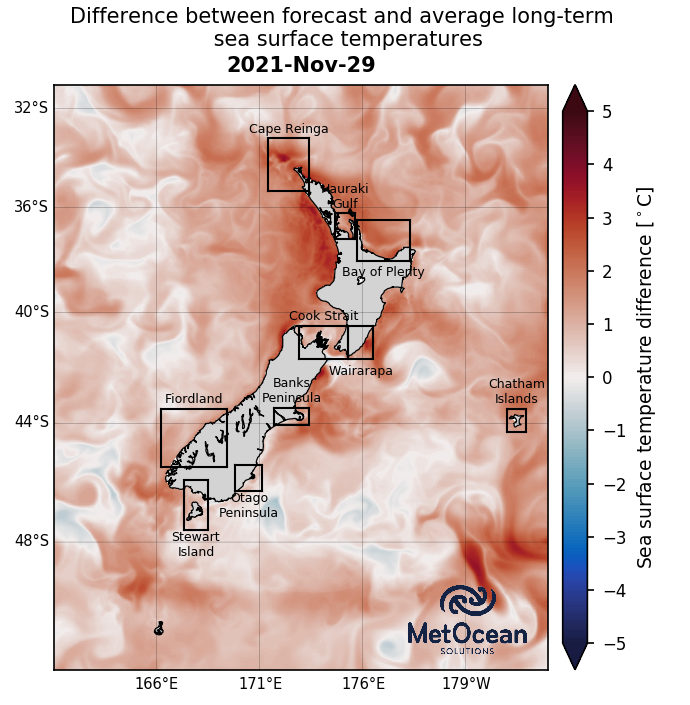 Difference between forecast and average long-term
sea surface temperatures
2021-Nov-29
32°S
36°S
40°S
44°S
48°S
Cape Reinga
Hauraki
Gulf
Bay of Plenty
Cook Strait
Wairarapa
Banks
Peninsula
Fiordland
Chatham
Islands
Otago
Peninsula
Stewart
Island
MetOcean
SOLUTIONS
166°E
171°E
176°E
179°W
5
4
3
2
1
0
−1
−2
−3
−4
−5
Sea surface temperature difference [°C]